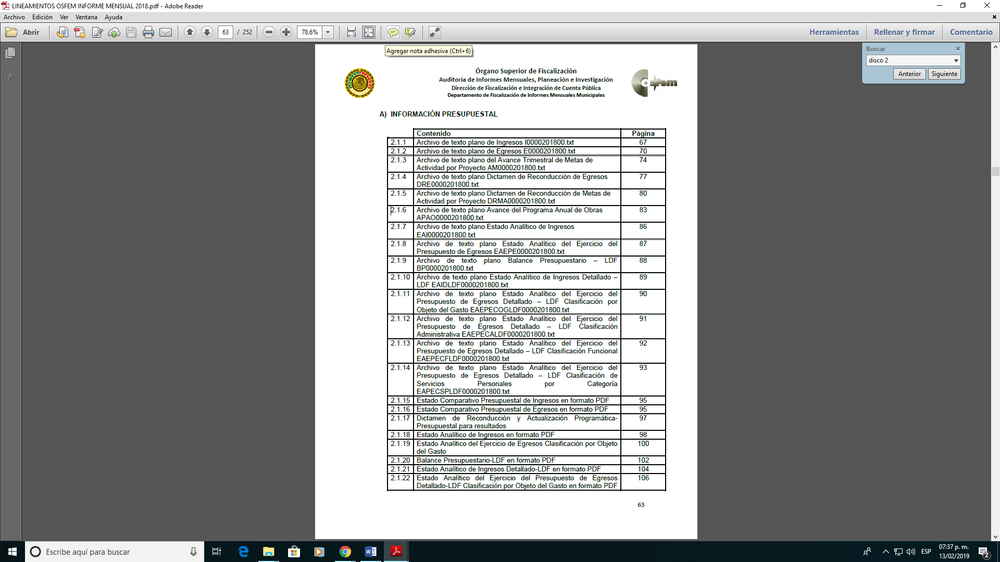 LINEAMIENTOS OSFEM INFORME MENSUAL 2018.pdf - Adobe Reader
Archivo Edición Ver Ventana Ayuda
Abrir 63 / 252 78.6% Herramientas Rellenar y firmar Comentario
Agregar nota adhesiva (Ctrl+6)
Buscar
disco 2
Anterior Siguiente
Órgano Superior de Fiscalización
Auditoría de Informes Mensuales, Planeación e Investigación
Dirección de Fiscalización e Integración de Cuenta Pública
Departamento de Fiscalización de Informes Mensuales Municipales
osfem
A) INFORMACIÓN PRESUPUESTAL
Contenido Página
2.1.1 Archivo de texto plano de Ingresos I0000201800.txt 67
2.1.2 Archivo de texto plano de Egresos E0000201800.txt 70
2.1.3 Archivo de texto plano del Avance Trimestral de Metas de 74
Actividad por Proyecto AM0000201800.txt
2.1.4 Archivo de texto plano Dictamen de Reconducción de Egresos 77
DRE0000201800.txt
2.1.5 Archivo de texto plano Dictamen de Reconducción de Metas de 80
Actividad por Proyecto DRMA0000201800.txt
2.1.6 Archivo de texto plano Avance del Programa Anual de Obras 83
APAO0000201800.txt
2.1.7 Archivo de texto plano Estado Analítico de Ingresos 86
EAI0000201800.txt
2.1.8 Archivo de texto plano Estado Analítico del Ejercicio del 87
Presupuesto de Egresos EAEPE0000201800.txt
2.1.9 Archivo de texto plano Balance Presupuestario – LDF 88
BP0000201800.txt
2.1.10 Archivo de texto plano Estado Analítico de Ingresos Detallado – 89
LDF EAIDLDF0000201800.txt
2.1.11 Archivo de texto plano Estado Analítico del Ejercicio del 90
Presupuesto de Egresos Detallado – LDF Clasificación por
Objeto del Gasto EAEPECOGLDF0000201800.txt
2.1.12 Archivo de texto plano Estado Analítico del Ejercicio del 91
Presupuesto de Egresos Detallado – LDF Clasificación
Administrativa EAEPECALDF0000201800.txt
2.1.13 Archivo de texto plano Estado Analítico del Ejercicio del 92
Presupuesto de Egresos Detallado – LDF Clasificación Funcional
EAEPECFLDF0000201800.txt
2.1.14 Archivo de texto plano Estado Analítico del Ejercicio del 93
Presupuesto de Egresos Detallado – LDF Clasificación de
Servicios Personales por Categoría
EAPECSPLDF0000201800.txt
2.1.15 Estado Comparativo Presupuestal de Ingresos en formato PDF 95
2.1.16 Estado Comparativo Presupuestal de Egresos en formato PDF 95
2.1.17 Dictamen de Reconducción y Actualización Programática- 97
Presupuestal para resultados
2.1.18 Estado Analítico de Ingresos en formato PDF 98
2.1.19 Estado Analítico del Ejercicio de Egresos Clasificación por Objeto 100
del Gasto
2.1.20 Balance Presupuestario-LDF en formato PDF 102
2.1.21 Estado Analítico de Ingresos Detallado-LDF en formato PDF 104
2.1.22 Estado Analítico del Ejercicio del Presupuesto de Egresos 106
Detallado-LDF Clasificación por Objeto del Gasto en formato PDF
63
Escribe aquí para buscar
ESP
07:37 p. m.
13/02/2019
2